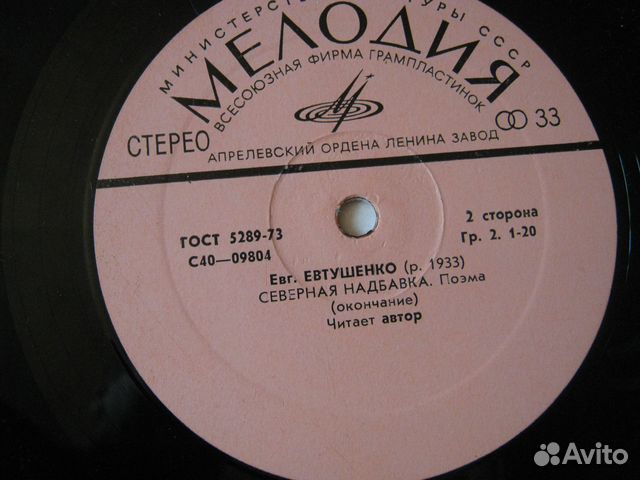 МИНИСТЕРСТВО КУЛЬТУРЫ СССР
МЕЛОДИЯ
ВСЕСОЮЗНАЯ ФИРМА ГРАМПЛАСТИНОК
СТЕРЕО
33
АПРЕЛЕВСКИЙ ОРДЕНА ЛЕНИНА ЗАВОД
ГОСТ 5289-73
С40—09804
2 сторона
Гр. 2. 1-20
Евг. ЕВТУШЕНКО (р. 1933)
СЕВЕРНАЯ НАДБАВКА. Поэма
(окончание)
Читает автор
Avito